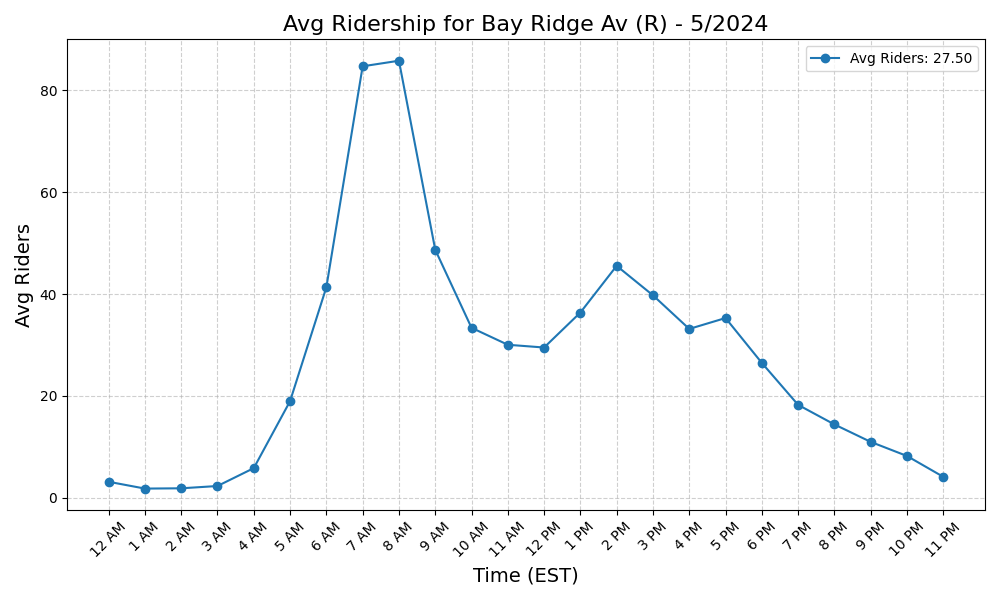 Avg Ridership for Bay Ridge Av (R) - 5/2024
Avg Riders: 27.50
Avg Riders
80
60
40
20
0
12 AM
1 AM
2 AM
3 AM
4 AM
5 AM
6 AM
7 AM
8 AM
9 AM
10 AM
11 AM
12 PM
1 PM
2 PM
3 PM
4 PM
5 PM
6 PM
7 PM
8 PM
9 PM
10 PM
11 PM
Time (EST)